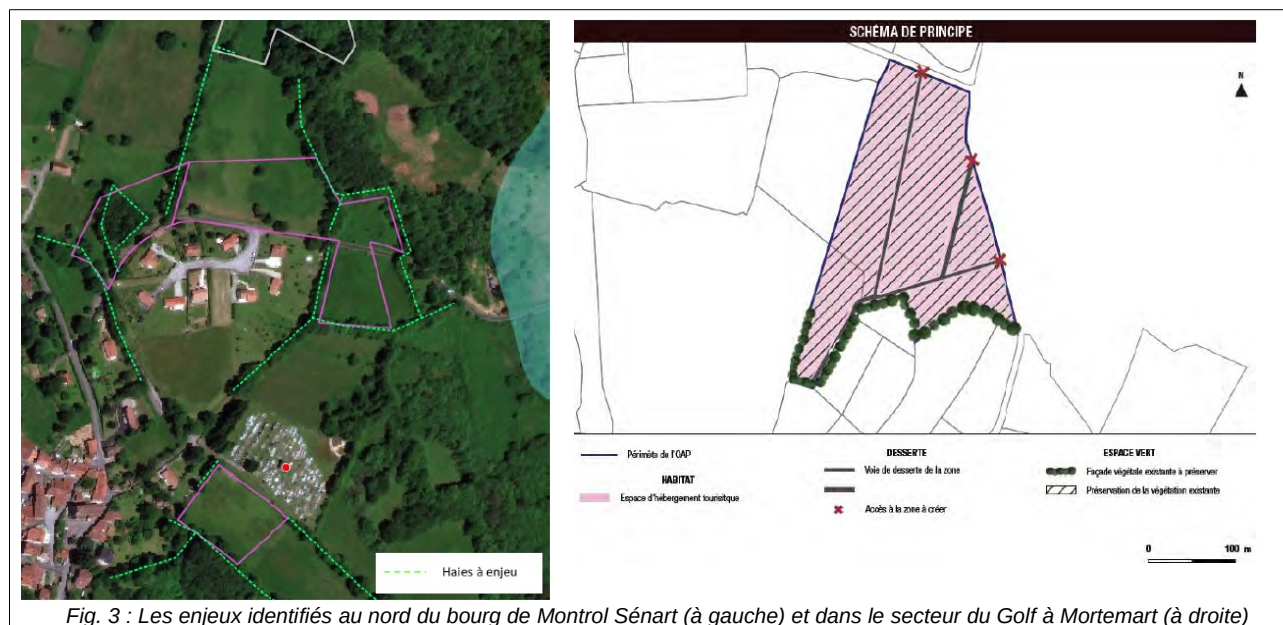 SCHÉMA DE PRINCIPE
N
Haies à enjeu
Périmète de l'OAP
HABITAT
Espace d'hébergement touristique
DESSERTE
Voie de desserte de la zone
Accès à la zone à créer
ESPACE VERT
Façade végétale existante à préserver
Préservation de la végétation existante
0 100 m
Fig. 3 : Les enjeux identifiés au nord du bourg de Montrol Sénart (à gauche) et dans le secteur du Golf à Mortemart (à droite)